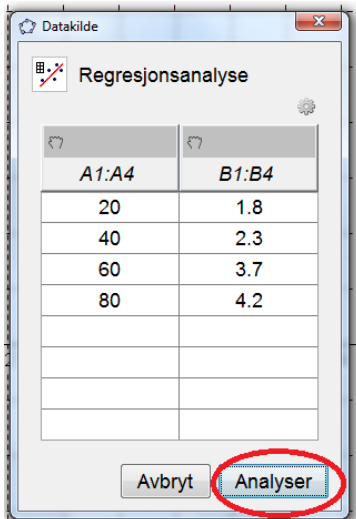 Datakilde
Regresjonsanalyse
A1:A4 B1:B4
20 1.8
40 2.3
60 3.7
80 4.2
Avbryt Analyser